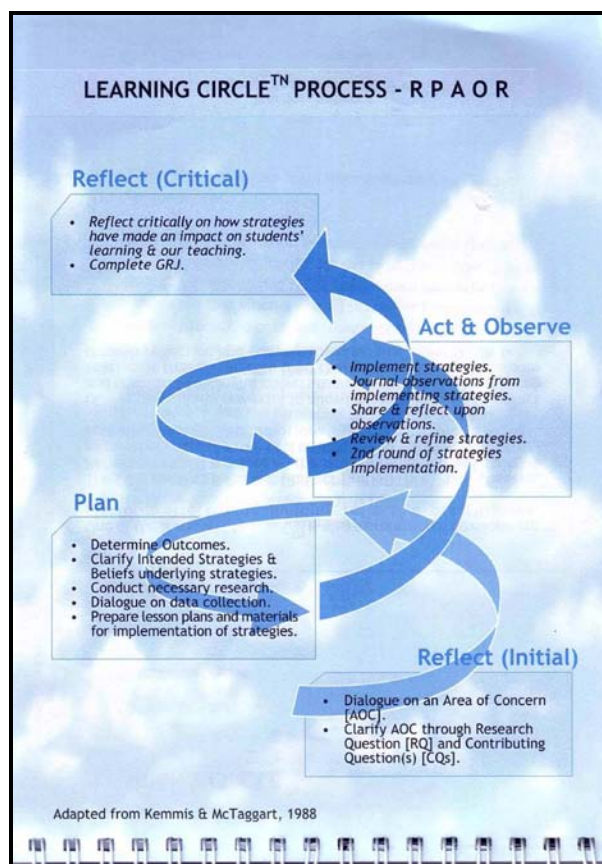 LEARNING CIRCLE™ PROCESS - R P A O R
Reflect (Critical)
• Reflect critically on how strategies
have made an impact on students'
learning & our teaching.
• Complete GRJ.
Act & Observe
• Implement strategies.
• Journal observations from
implementing strategies.
• Share & reflect upon
observations.
• Review & refine strategies.
• 2nd round of strategies
implementation.
Plan
• Determine Outcomes.
• Clarify Intended Strategies &
Beliefs underlying strategies.
• Conduct necessary research.
• Dialogue on data collection.
• Prepare lesson plans and materials
for implementation of strategies.
Reflect (Initial)
• Dialogue on an Area of Concern
[AOC].
• Clarify AOC through Research
Question [RQ] and Contributing
Question(s) [CQs].
Adapted from Kemmis & McTaggart, 1988